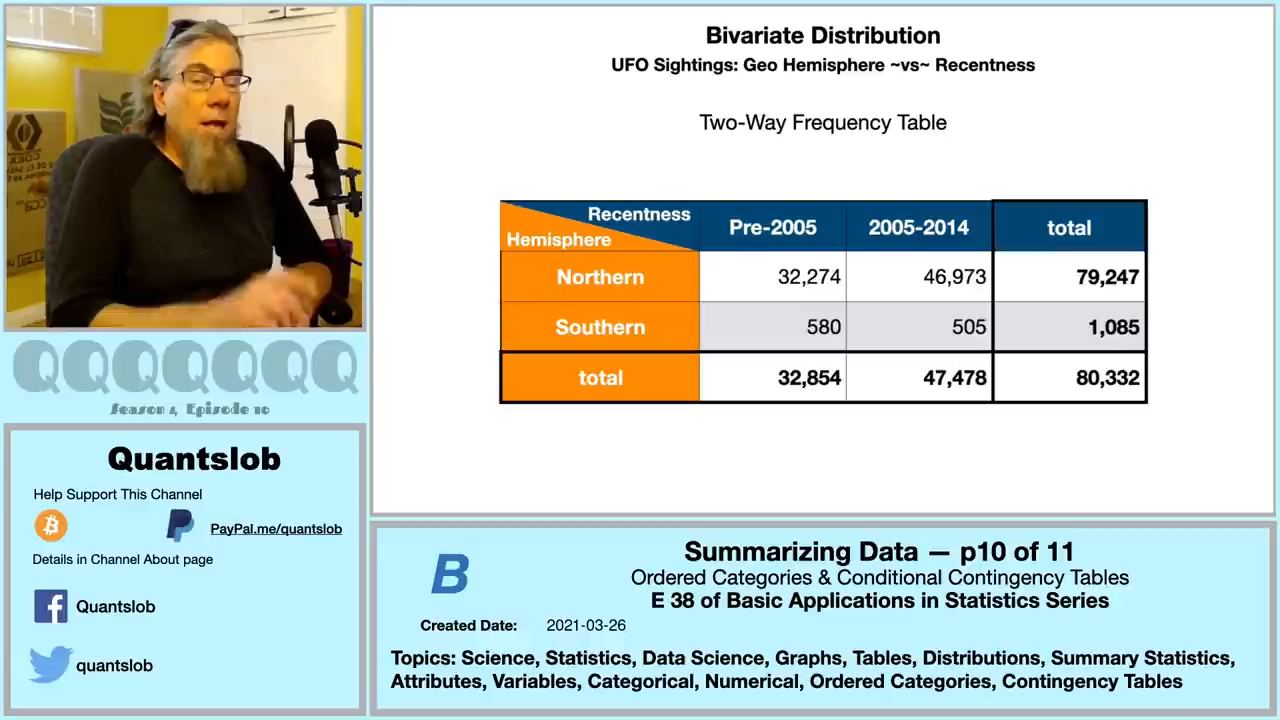 Bivariate Distribution
UFO Sightings: Geo Hemisphere ~vs~ Recentness
Two-Way Frequency Table
Recentness
Hemisphere
Pre-2005 2005-2014 total
Northern 32,274 46,973 79,247
Southern 580 505 1,085
total 32,854 47,478 80,332
QQQQQQQ
Season 4, Episode 10
Quantslob
Help Support This Channel
PayPal.me/quantslob
Details in Channel About page
Quantslob
quantslob
B
Summarizing Data — p10 of 11
Ordered Categories & Conditional Contingency Tables
E 38 of Basic Applications in Statistics Series
Created Date: 2021-03-26
Topics: Science, Statistics, Data Science, Graphs, Tables, Distributions, Summary Statistics,
Attributes, Variables, Categorical, Numerical, Ordered Categories, Contingency Tables